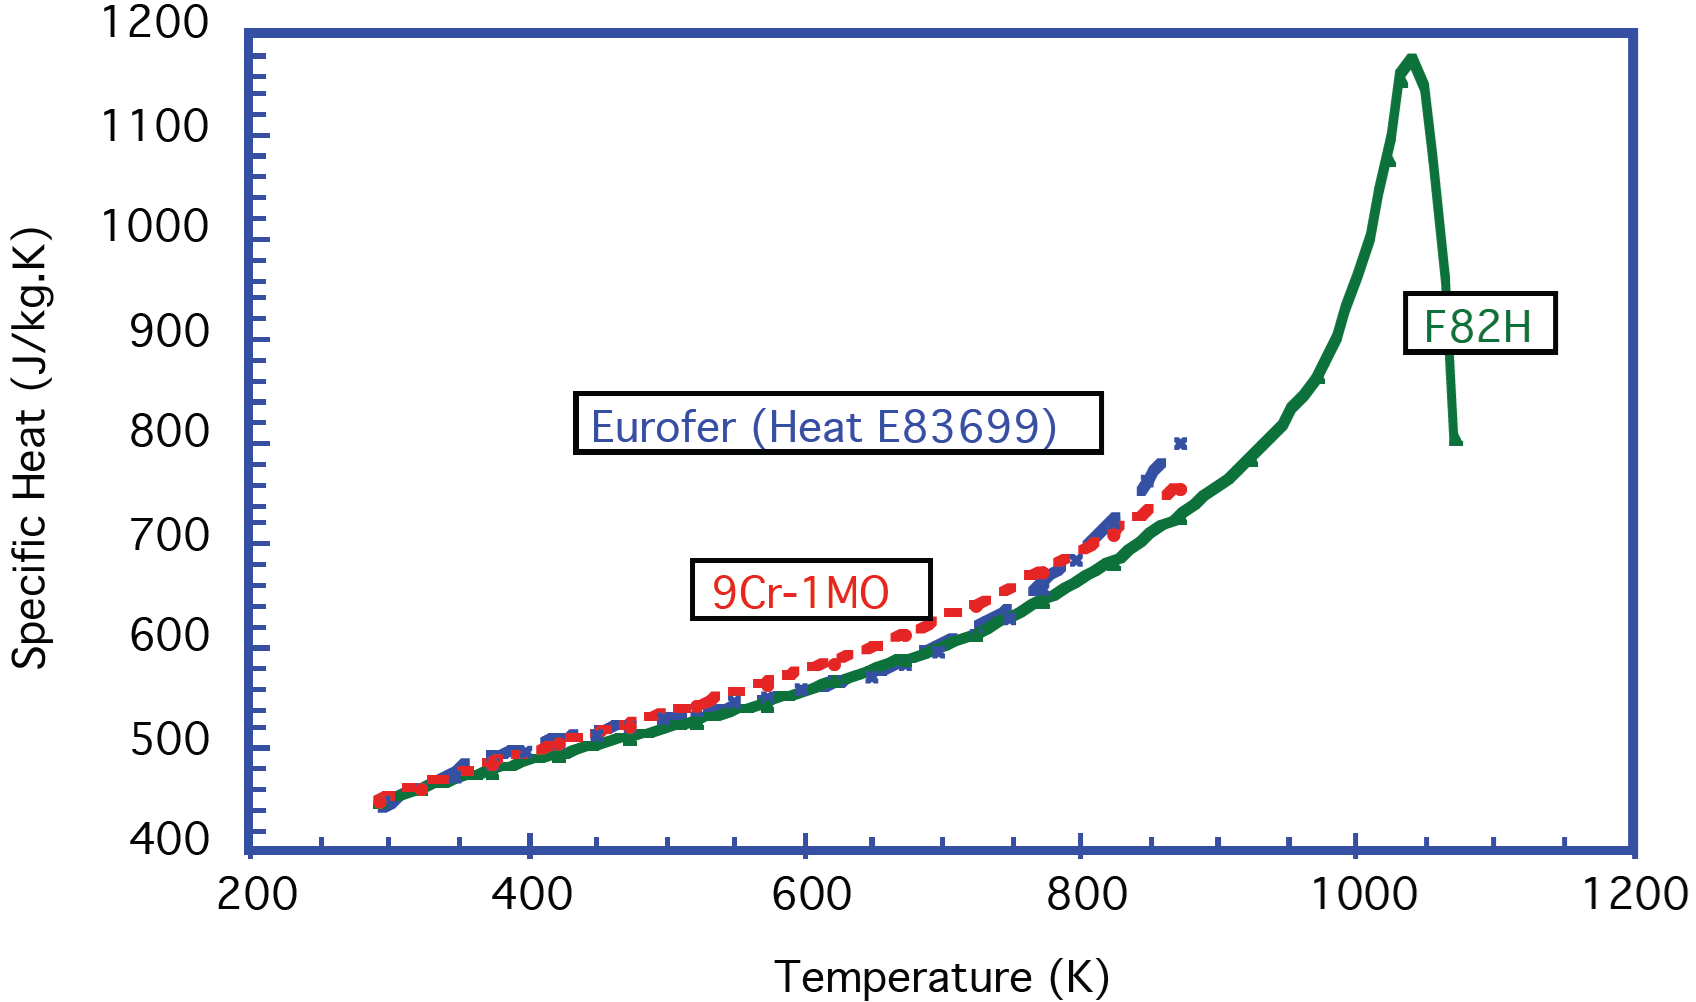 1200
1100
1000
900
800
700
600
500
400
Specific Heat (J/kg.K)
F82H
Eurofer (Heat E83699)
9Cr-1MO
200 400 600 800 1000 1200
Temperature (K)